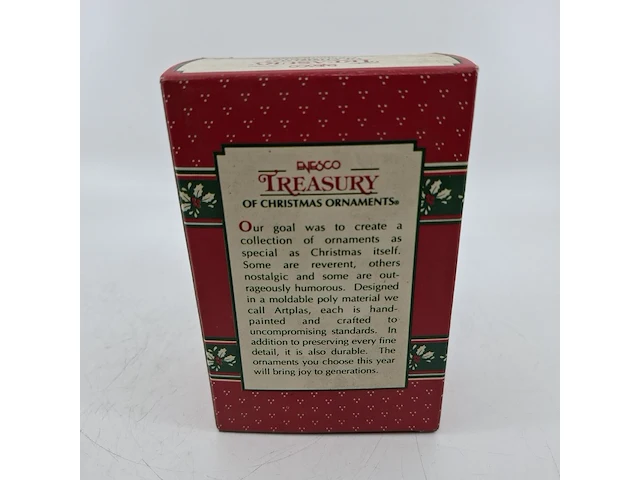 ENESCO
TREASURY
OF CHRISTMAS ORNAMENTS®
Our goal was to create a
collection of ornaments as
special as Christmas itself.
Some are reverent, others
nostalgic and some are out-
rageously humorous. Designed
in a moldable poly material we
call Artplas, each is hand-
painted and crafted to
uncompromising standards. In
addition to preserving every fine
detail, it is also durable. The
ornaments you choose this year
will bring joy to generations.